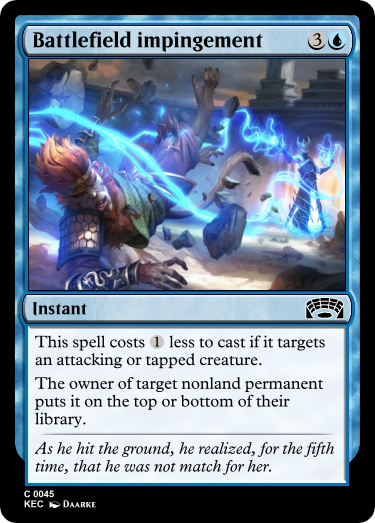 Battlefield impingement 3
Instant
This spell costs 1 less to cast if it targets
an attacking or tapped creature.
The owner of target nonland permanent
puts it on the top or bottom of their
library.
As he hit the ground, he realized, for the fifth
time, that he was not match for her.
C 0045
KEC Daarke